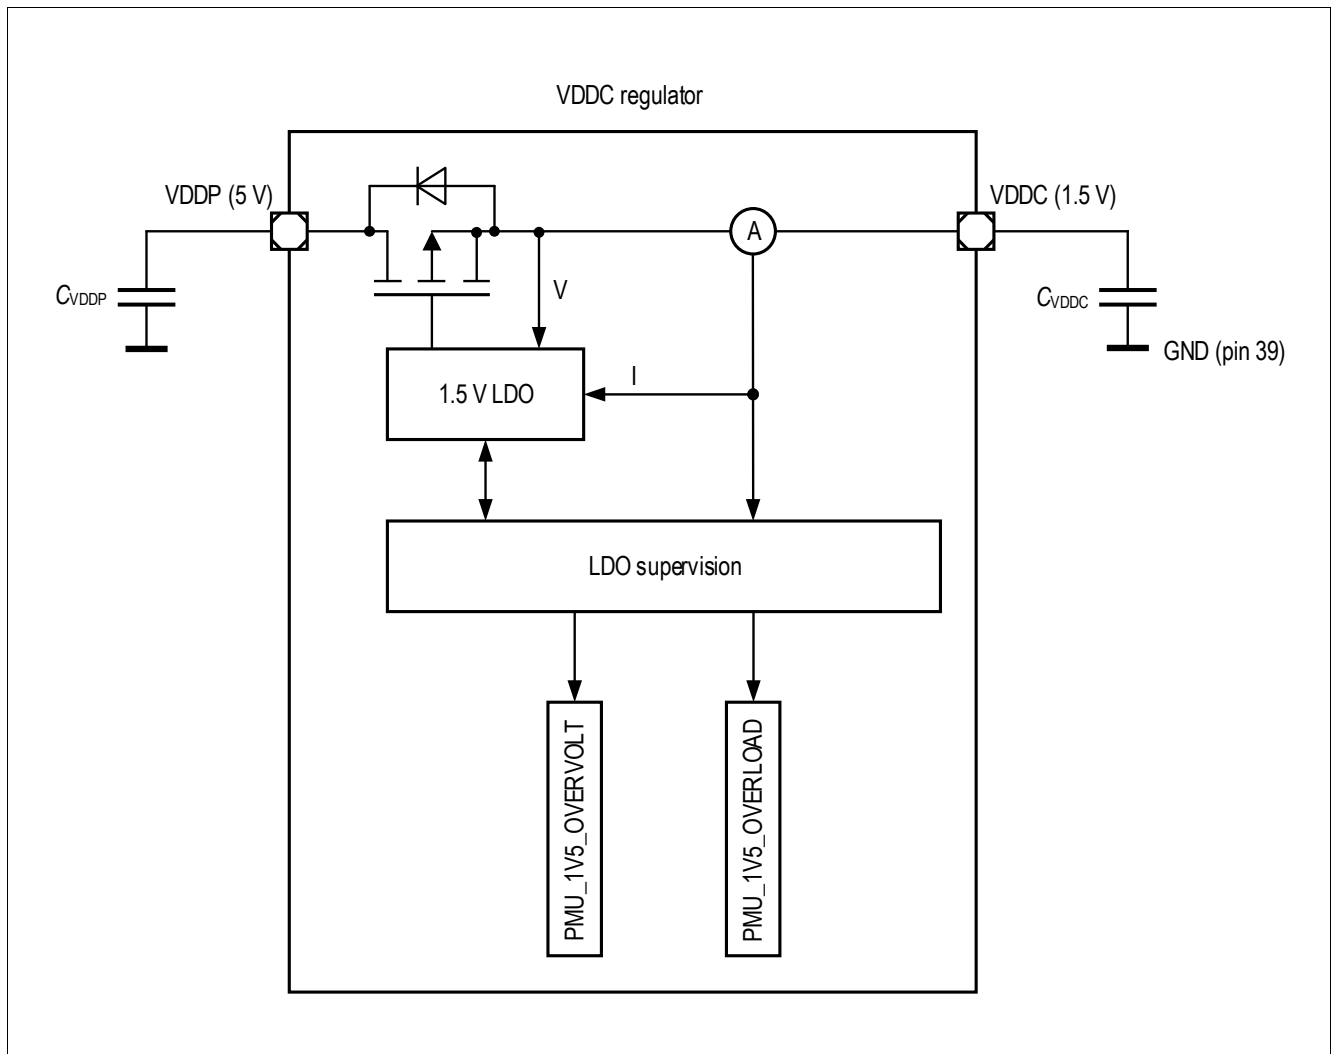 VDDC regulator
VDDP (5 V)
VDDC (1.5 V)
A
CVDDP
V
CVDDC
GND (pin 39)
I
1.5 V LDO
LDO supervision
PMU_1V5_OVERVOLT
PMU_1V5_OVERLOAD